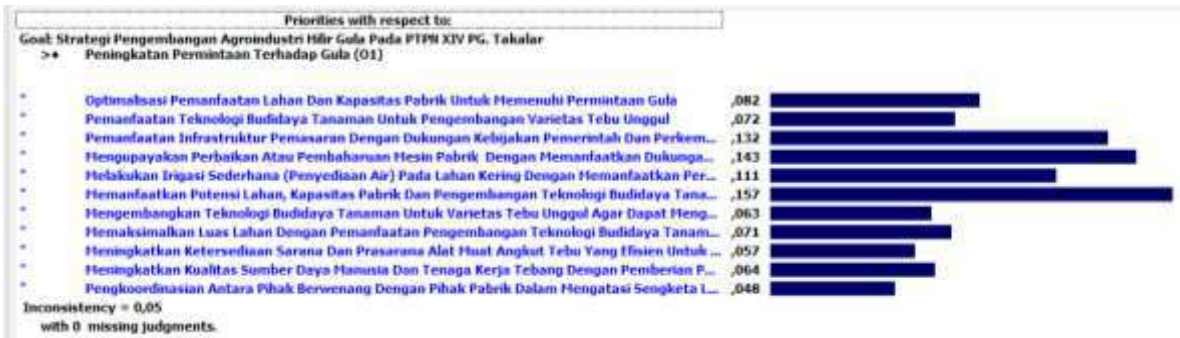 Priorities with respect to:
Goal: Strategi Pengembangan Agroindustri Hilir Gula Pada PTPN XIV PG. Takalar
>* Peningkatan Permintaan Terhadap Gula (O1)
Optimalisasi Pemanfaatan Lahan Dan Kapasitas Pabrik Untuk Memenuhi Permintaan Gula ,082
Pemanfaatan Teknologi Budidaya Tanaman Untuk Pengembangan Varietas Tebu Unggul ,072
Pemanfaatan Infrastruktur Pemasaran Dengan Dukungan Kebijakan Pemerintah Dan Perkem... ,132
Mengupayakan Perbaikan Atau Pembaharuan Mesin Pabrik Dengan Memanfaatkan Dukunga... ,143
Melakukan Irigasi Sederhana (Penyediaan Air) Pada Lahan Kering Dengan Memanfaatkan Per... ,111
Memanfaatkan Potensi Lahan, Kapasitas Pabrik Dan Pengembangan Teknologi Budidaya Tana... ,157
Mengembangkan Teknologi Budidaya Tanaman Untuk Varietas Tebu Unggul Agar Dapat Meng... ,063
Memaksimalkan Luas Lahan Dengan Pemanfaatan Pengembangan Teknologi Budidaya Tanam... ,071
Meningkatkan Ketersediaan Sarana Dan Prasarana Alat Muat Angkut Tebu Yang Efisien Untuk ... ,057
Meningkatkan Kualitas Sumber Daya Manusia Dan Tenaga Kerja Tebang Dengan Pemberian P... ,064
Pengkoordinasian Antara Pihak Berwenang Dengan Pihak Pabrik Dalam Mengatasi Sengketa L... ,048
Inconsistency = 0,05
with 0 missing judgments.